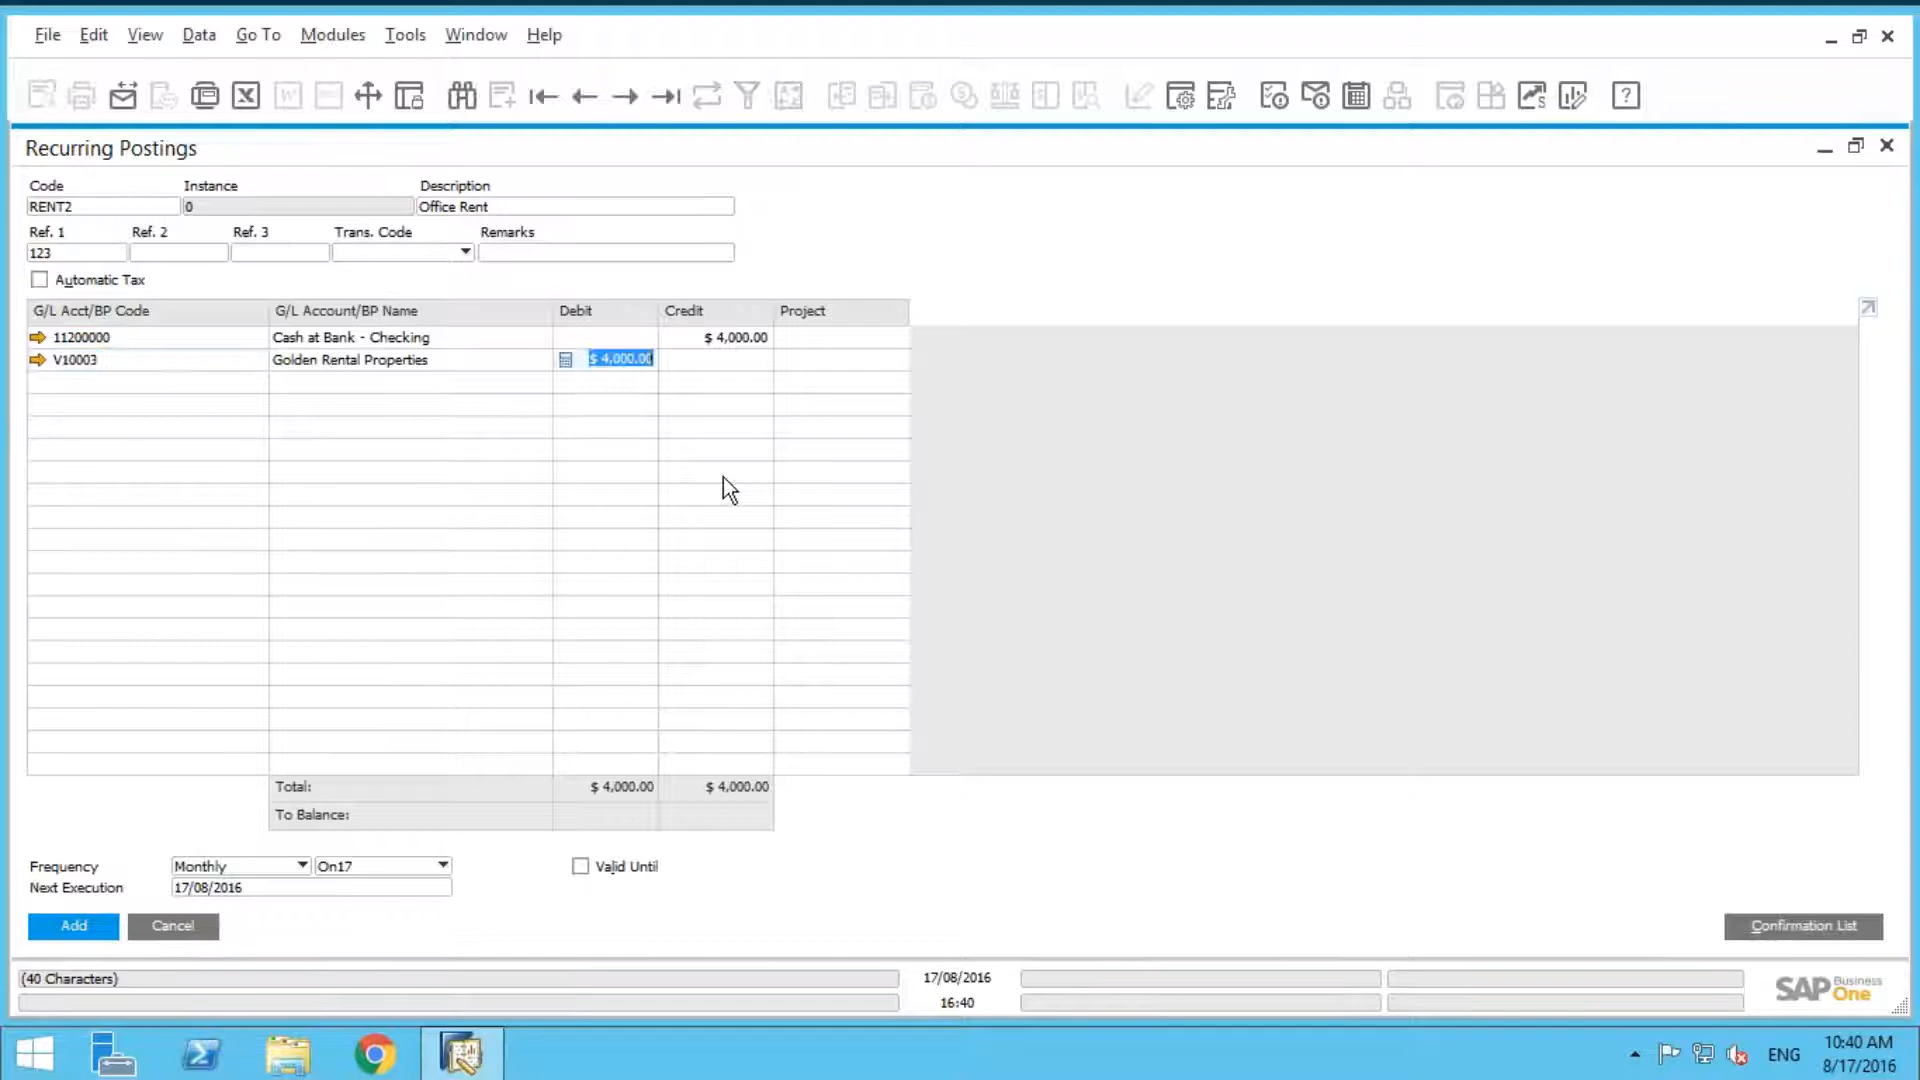 File Edit View Data Go To Modules Tools Window Help
Recurring Postings
Code Instance Description
RENT2 0 Office Rent
Ref. 1 Ref. 2 Ref. 3 Trans. Code Remarks
123
Automatic Tax
G/L Acct/BP Code G/L Account/BP Name Debit Credit Project
11200000 Cash at Bank - Checking $ 4,000.00
V10003 Golden Rental Properties $ 4,000.00
Total: $ 4,000.00 $ 4,000.00
To Balance:
Frequency Monthly On17 Valid Until
Next Execution 17/08/2016
Add Cancel Confirmation List
(40 Characters) 17/08/2016
16:40
SAP Business One
ENG 10:40 AM
8/17/2016